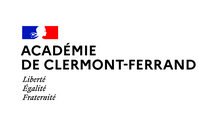 ACADÉMIE
DE CLERMONT-FERRAND
Liberté
Égalité
Fraternité